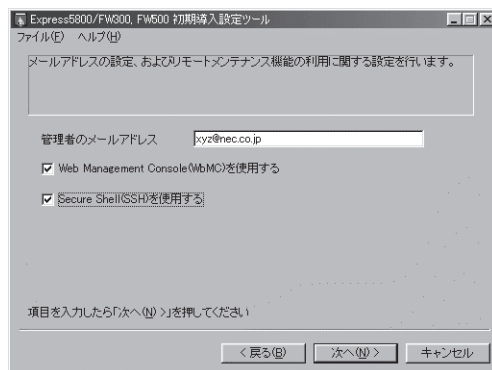 Express5800/FW300, FW500 初期導入設定ツール
ファイル(F) ヘルプ(H)
メールアドレスの設定、およびリモートメンテナンス機能の利用に関する設定を行います。
管理者のメールアドレス xyz@nec.co.jp
Web Management Console(WbMC)を使用する
Secure Shell(SSH)を使用する
項目を入力したら「次へ(N) >」を押してください
< 戻る(B) 次へ(N) > キャンセル